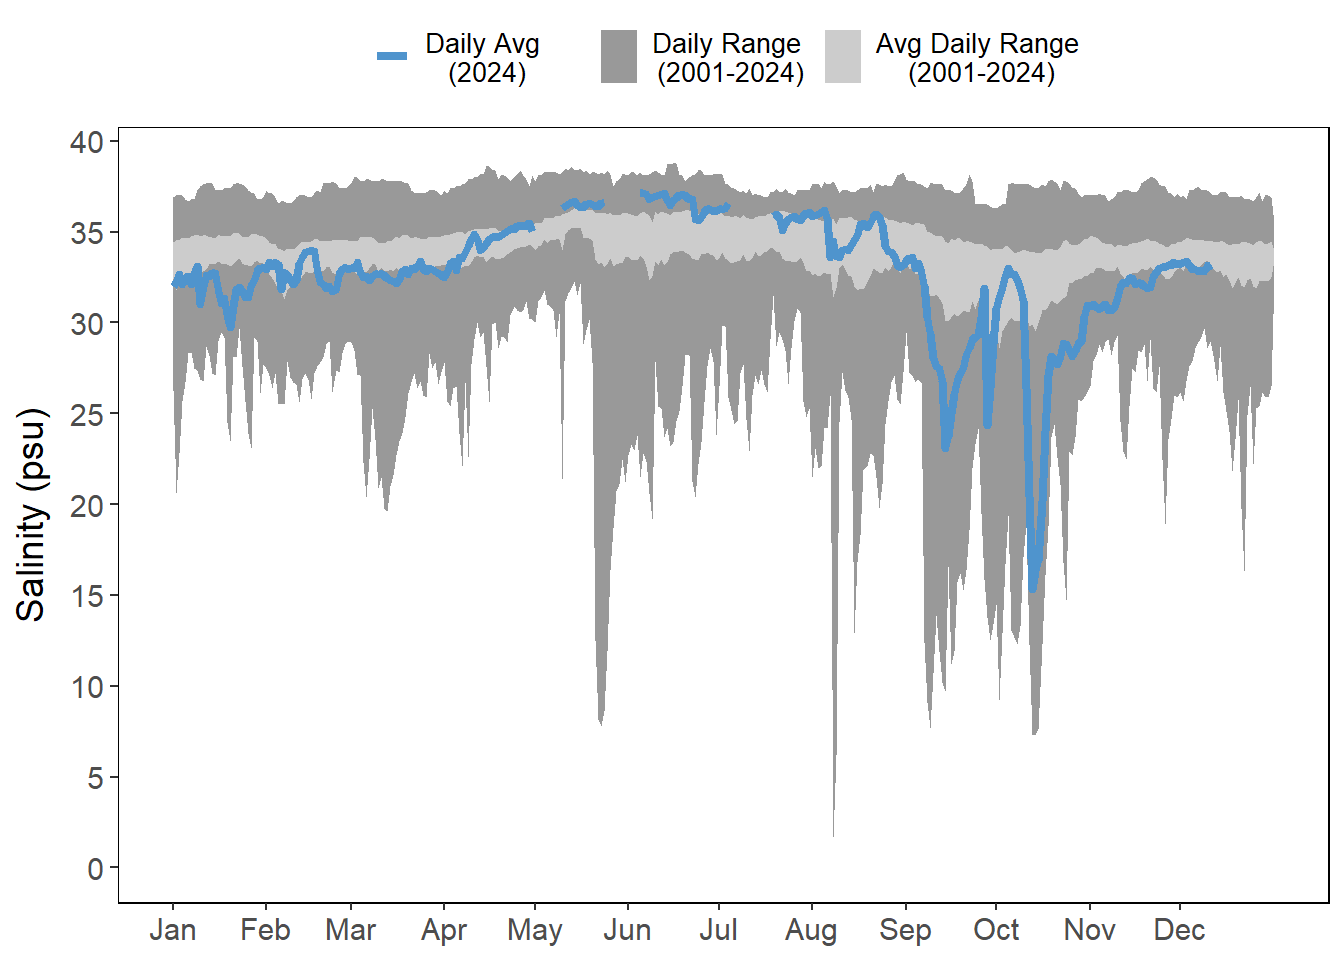 Daily Avg
(2024)
Daily Range
(2001-2024)
Avg Daily Range
(2001-2024)
Salinity (psu)
40
35
30
25
20
15
10
5
0
Jan Feb Mar Apr May Jun Jul Aug Sep Oct Nov Dec